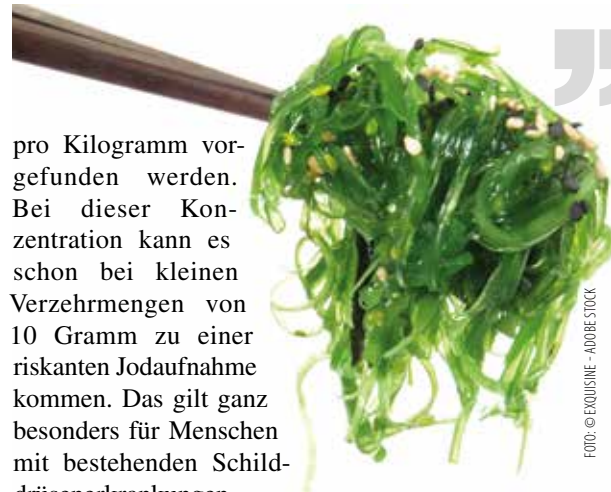 pro Kilogramm vor-
gefunden werden.
Bei dieser Kon-
zentration kann es
schon bei kleinen
Verzehrmengen von
10 Gramm zu einer
riskanten Jodaufnahme
kommen. Das gilt ganz
besonders für Menschen
mit bestehenden Schild-
drüsenerkrankungen
FOTO: © EXQUISINE – ADOBE STOCK